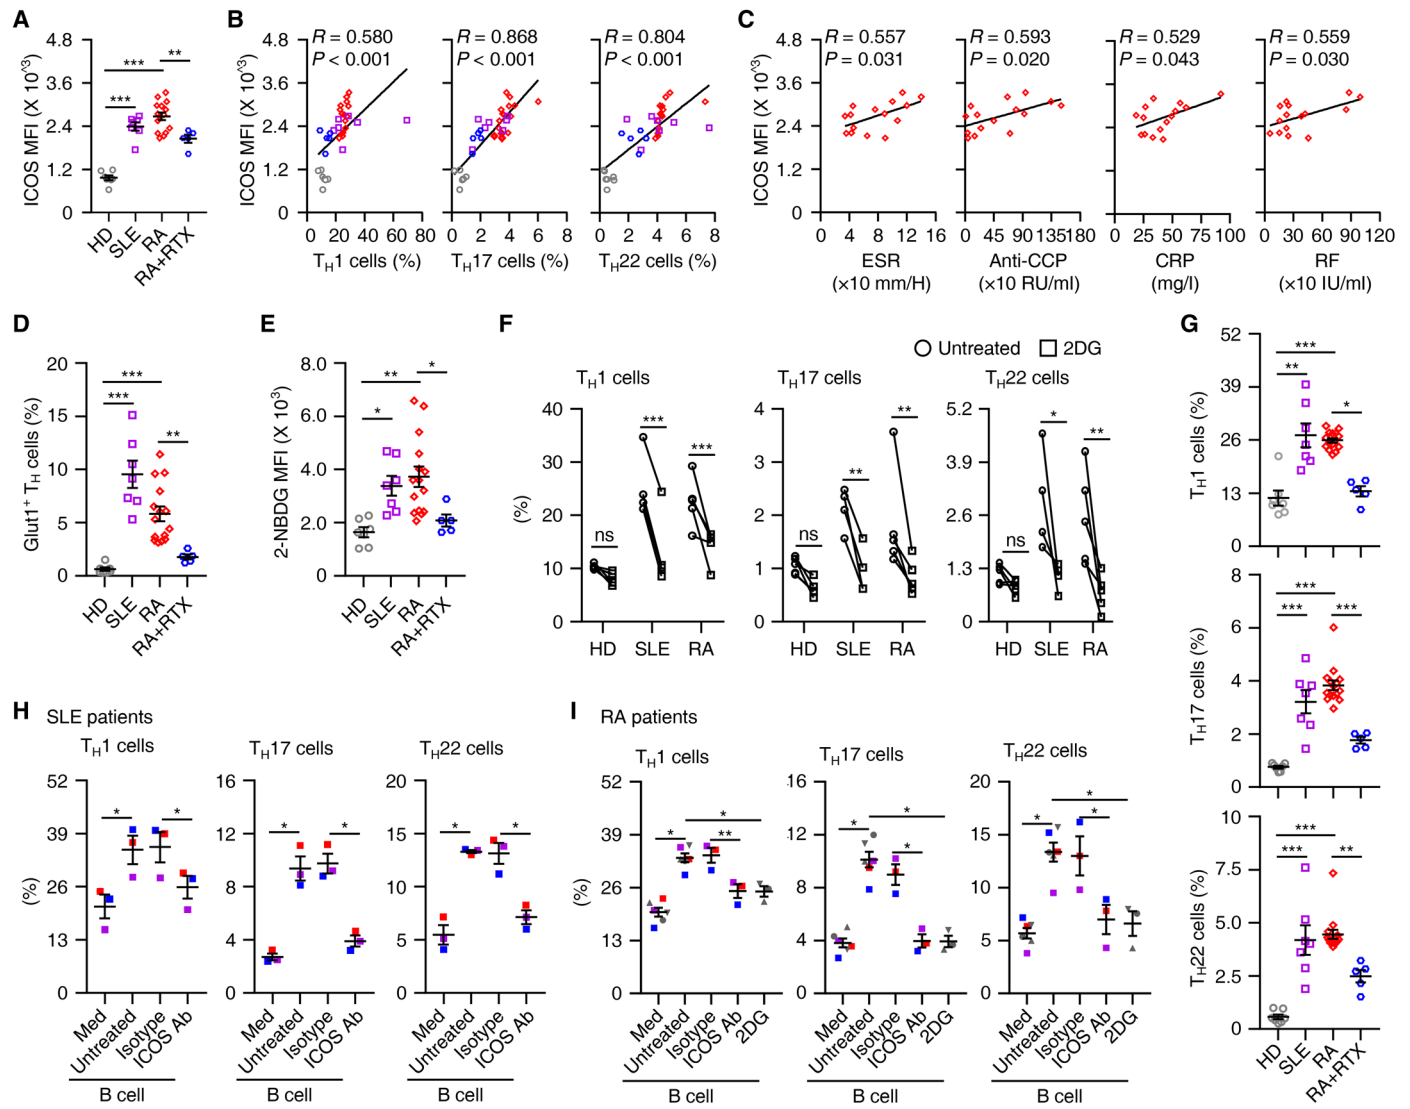 A
ICOS MFI (X 10^3)
4.8
3.6
2.4
1.2
0
***
***
**
HD
SLE
RA
RA+RTX
B
ICOS MFI (X 10^3)
4.8
3.6
2.4
1.2
0
R = 0.580
P < 0.001
0 20 40 60 80
TH1 cells (%)
R = 0.868
P < 0.001
0 2 4 6 8
TH17 cells (%)
R = 0.804
P < 0.001
0 2 4 6 8
TH22 cells (%)
C
ICOS MFI (X 10^3)
4.8
3.6
2.4
1.2
0
R = 0.557
P = 0.031
0 4 8 12 16
ESR
(×10 mm/H)
R = 0.593
P = 0.020
0 45 90 135 180
Anti-CCP
(×10 RU/ml)
R = 0.529
P = 0.043
0 25 50 75 100
CRP
(mg/l)
R = 0.559
P = 0.030
0 30 60 90 120
RF
(×10 IU/ml)
D
Glut1+ TH cells (%)
20
15
10
5
0
***
***
**
HD
SLE
RA
RA+RTX
E
2-NBDG MFI (X 103)
8.0
6.0
4.0
2.0
0
**
*
*
HD
SLE
RA
RA+RTX
F
Untreated 2DG
(%)
TH1 cells
40
30
20
10
0
ns
***
***
HD SLE RA
TH17 cells
4
3
2
1
0
ns
**
**
HD SLE RA
TH22 cells
5.2
3.9
2.6
1.3
0
ns
*
**
HD SLE RA
G
TH1 cells (%)
52
39
26
13
0
***
**
*
TH17 cells (%)
8
6
4
2
0
***
***
***
TH22 cells (%)
10
7.5
5.0
2.5
0
***
***
**
HD
SLE
RA
RA+RTX
H
SLE patients
(%)
TH1 cells
52
39
26
13
0
* *
Med
Untreated
Isotype
ICOS Ab
B cell
TH17 cells
16
12
8
4
0
* *
Med
Untreated
Isotype
ICOS Ab
B cell
TH22 cells
20
15
10
5
0
* *
Med
Untreated
Isotype
ICOS Ab
B cell
I
RA patients
(%)
TH1 cells
52
39
26
13
0
*
* **
Med
Untreated
Isotype
ICOS Ab
2DG
B cell
TH17 cells
16
12
8
4
0
*
*
*
Med
Untreated
Isotype
ICOS Ab
2DG
B cell
TH22 cells
20
15
10
5
0
*
* *
Med
Untreated
Isotype
ICOS Ab
2DG
B cell